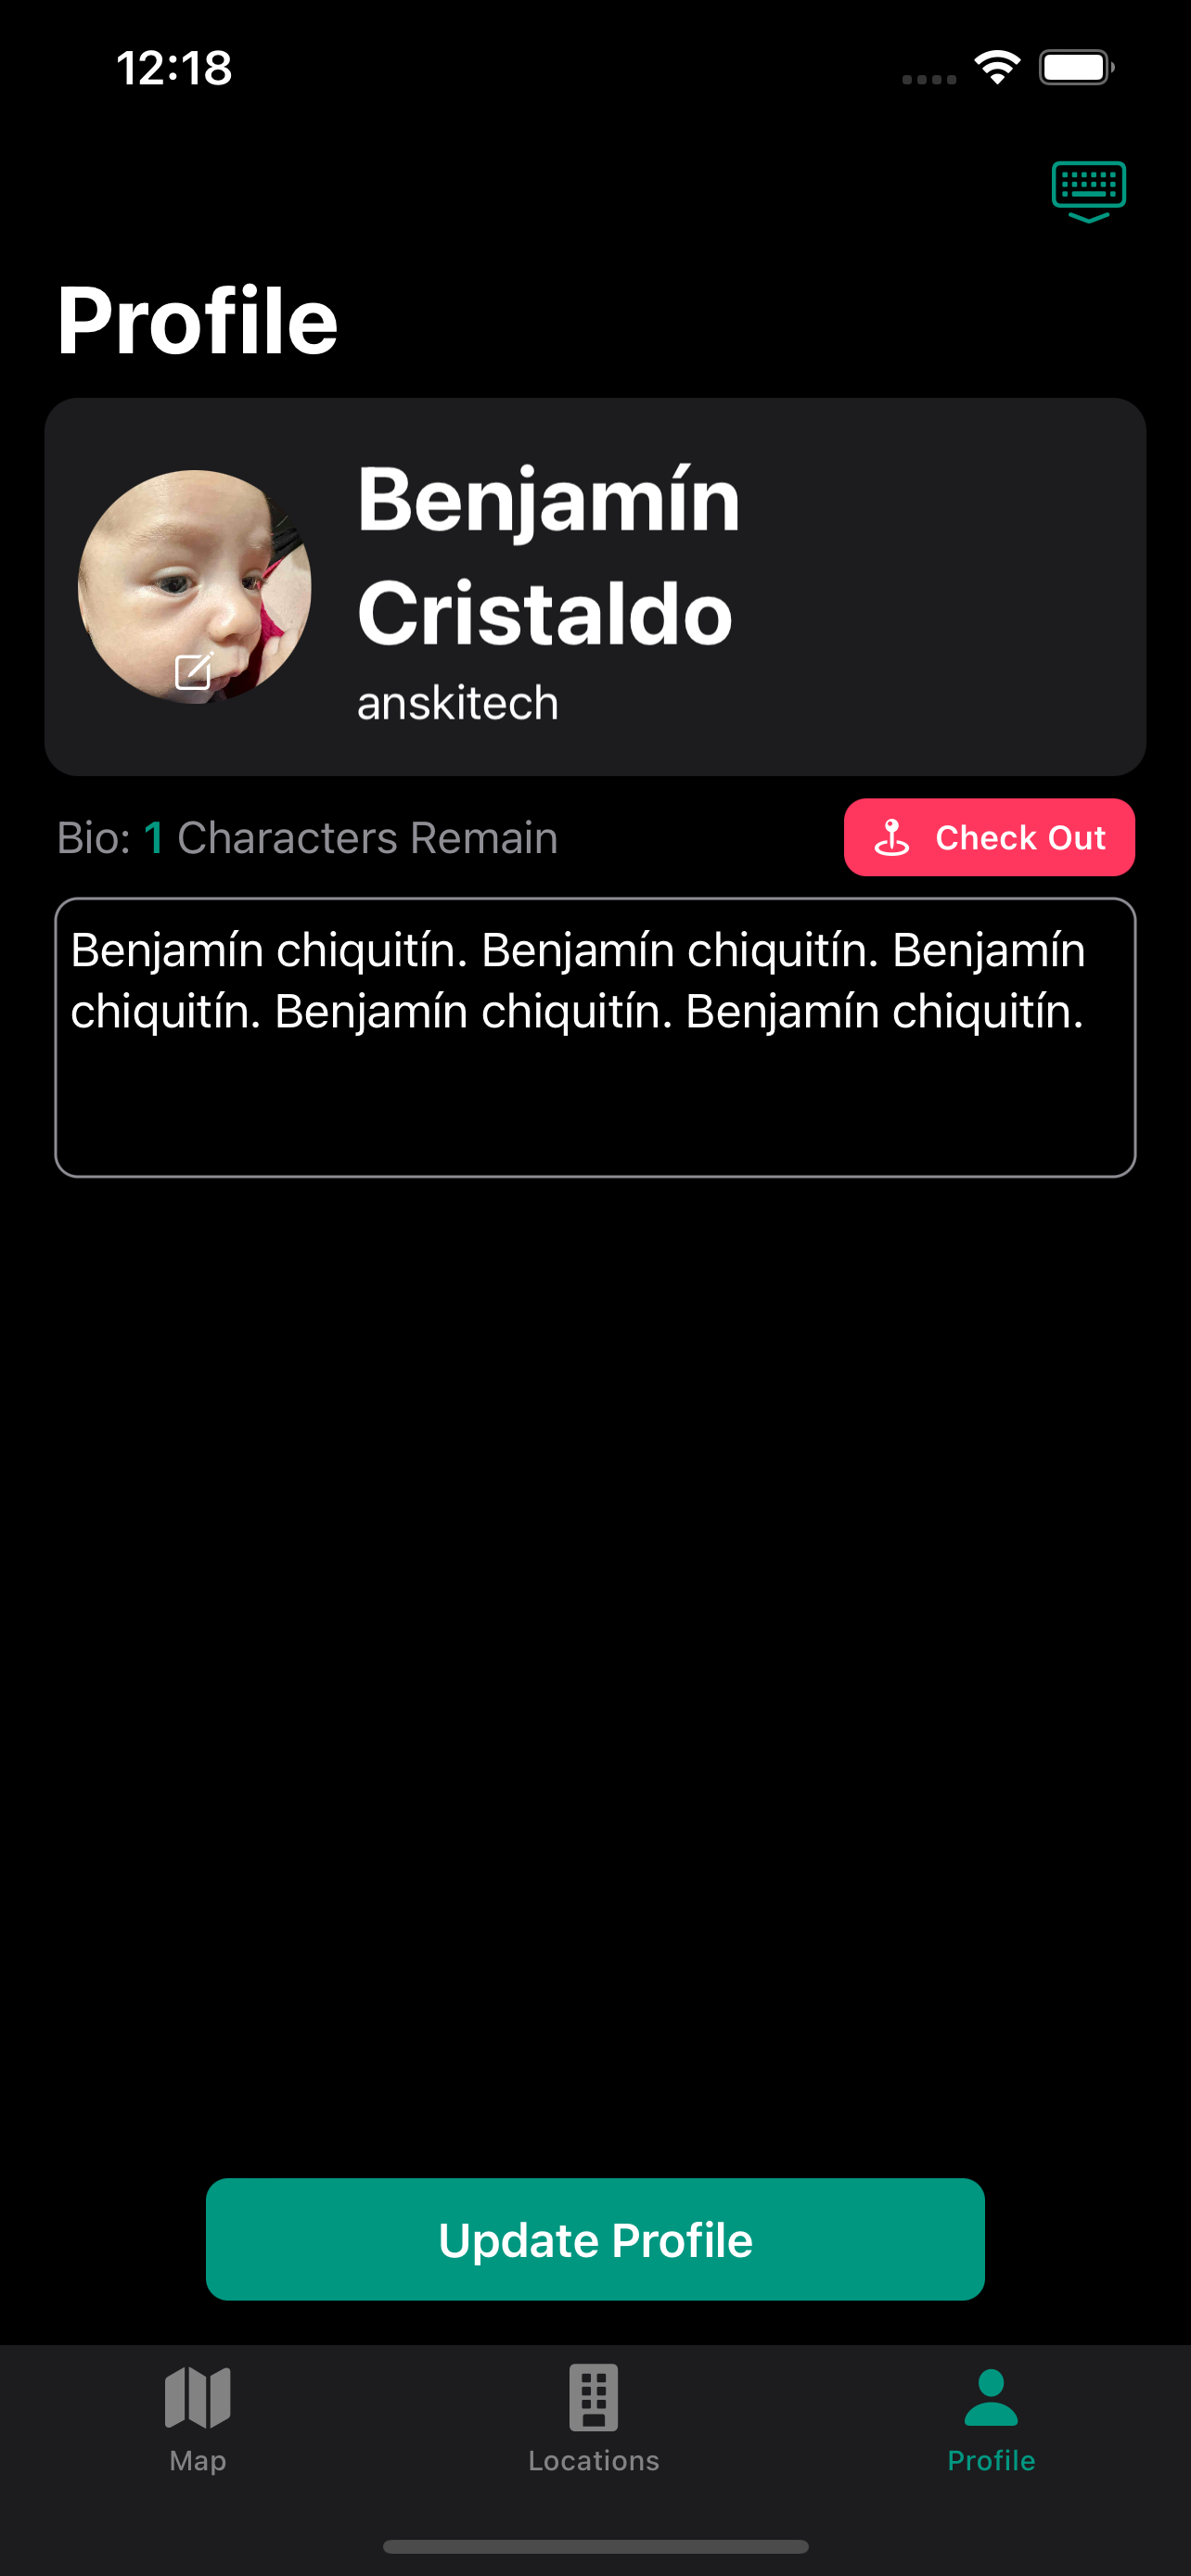 12:18
Profile
Benjamín
Cristaldo
anskitech
Bio: 1 Characters Remain
Check Out
Benjamín chiquitín. Benjamín chiquitín. Benjamín
chiquitín. Benjamín chiquitín. Benjamín chiquitín.
Update Profile
Map
Locations
Profile